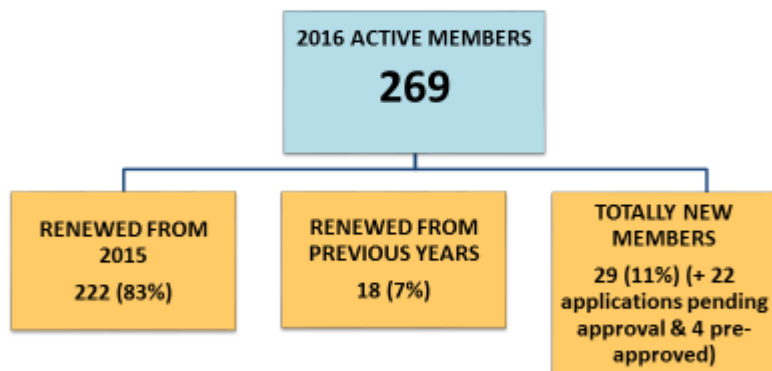 2016 ACTIVE MEMBERS
269
RENEWED FROM
2015
222 (83%)
RENEWED FROM
PREVIOUS YEARS
18 (7%)
TOTALLY NEW
MEMBERS
29 (11%) (+ 22
applications pending
approval & 4 pre-
approved)